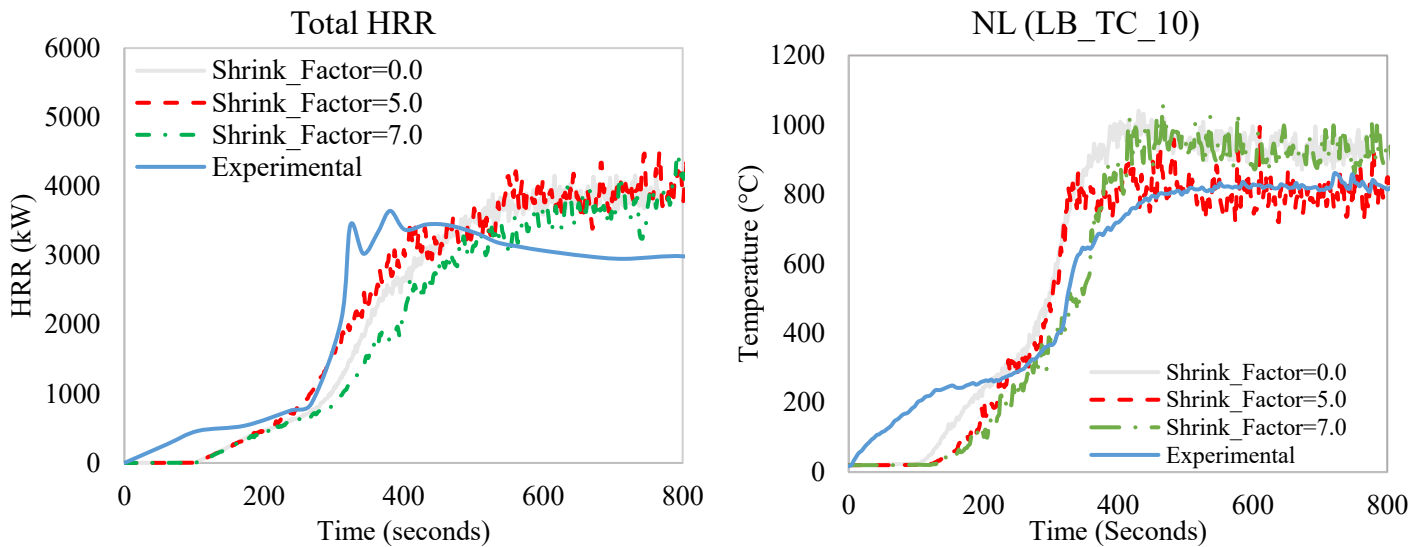 Total HRR
6000
5000
4000
3000
2000
1000
0
HRR (kW)
Shrink_Factor=0.0
Shrink_Factor=5.0
Shrink_Factor=7.0
Experimental
0 200 400 600 800
Time (seconds)
NL (LB_TC_10)
1200
1000
800
600
400
200
0
Temperature (°C)
Shrink_Factor=0.0
Shrink_Factor=5.0
Shrink_Factor=7.0
Experimental
0 200 400 600 800
Time (Seconds)